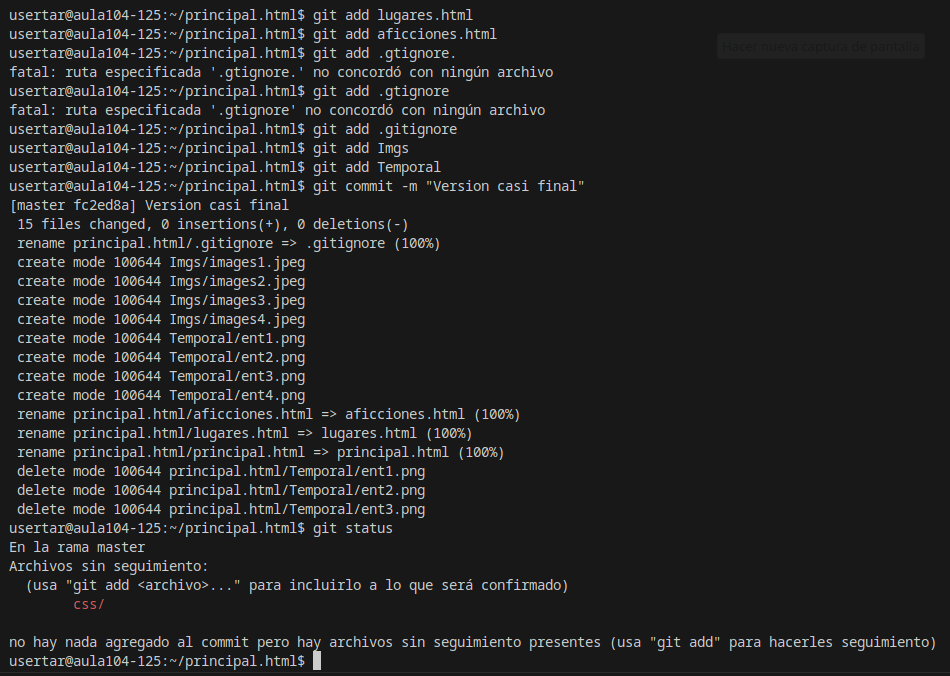 usertar@aula104-125:~/principal.html$ git add lugares.html
usertar@aula104-125:~/principal.html$ git add aficciones.html
Hacer nueva captura de pantalla
usertar@aula104-125:~/principal.html$ git add .gtignore.
fatal: ruta especificada '.gtignore.' no concordó con ningún archivo
usertar@aula104-125:~/principal.html$ git add .gtignore
fatal: ruta especificada '.gtignore' no concordó con ningún archivo
usertar@aula104-125:~/principal.html$ git add .gitignore
usertar@aula104-125:~/principal.html$ git add Imgs
usertar@aula104-125:~/principal.html$ git add Temporal
usertar@aula104-125:~/principal.html$ git commit -m "Version casi final"
[master fc2ed8a] Version casi final
 15 files changed, 0 insertions(+), 0 deletions(-)
 rename principal.html/.gitignore => .gitignore (100%)
 create mode 100644 Imgs/images1.jpeg
 create mode 100644 Imgs/images2.jpeg
 create mode 100644 Imgs/images3.jpeg
 create mode 100644 Imgs/images4.jpeg
 create mode 100644 Temporal/ent1.png
 create mode 100644 Temporal/ent2.png
 create mode 100644 Temporal/ent3.png
 create mode 100644 Temporal/ent4.png
 rename principal.html/aficciones.html => aficciones.html (100%)
 rename principal.html/lugares.html => lugares.html (100%)
 rename principal.html/principal.html => principal.html (100%)
 delete mode 100644 principal.html/Temporal/ent1.png
 delete mode 100644 principal.html/Temporal/ent2.png
 delete mode 100644 principal.html/Temporal/ent3.png
usertar@aula104-125:~/principal.html$ git status
En la rama master
Archivos sin seguimiento:
  (usa "git add <archivo>..." para incluirlo a lo que será confirmado)
        css/
no hay nada agregado al commit pero hay archivos sin seguimiento presentes (usa "git add" para hacerles seguimiento)
usertar@aula104-125:~/principal.html$